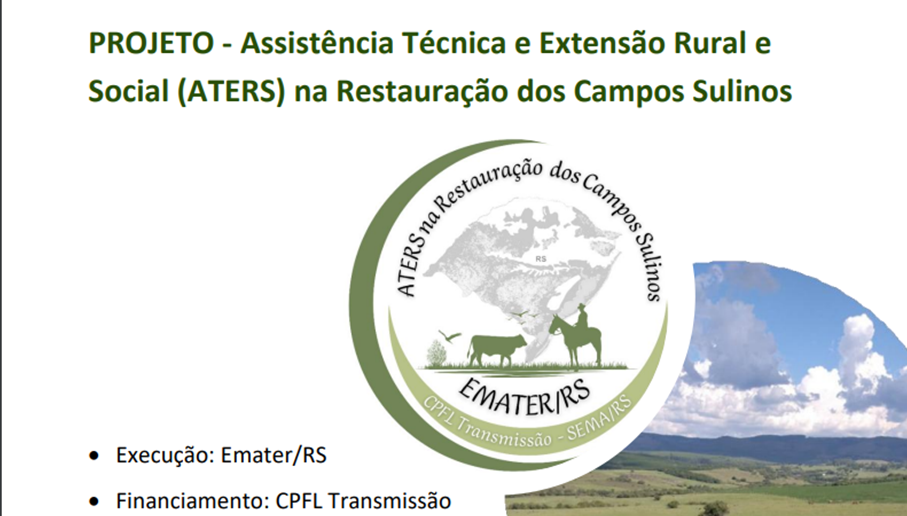 PROJETO - Assistência Técnica e Extensão Rural e
Social (ATERS) na Restauração dos Campos Sulinos
ATERS na Restauração dos Campos Sulinos
RS
EMATER/RS
CPFL Transmissão - SEMA/RS
• Execução: Emater/RS
• Financiamento: CPFL Transmissão